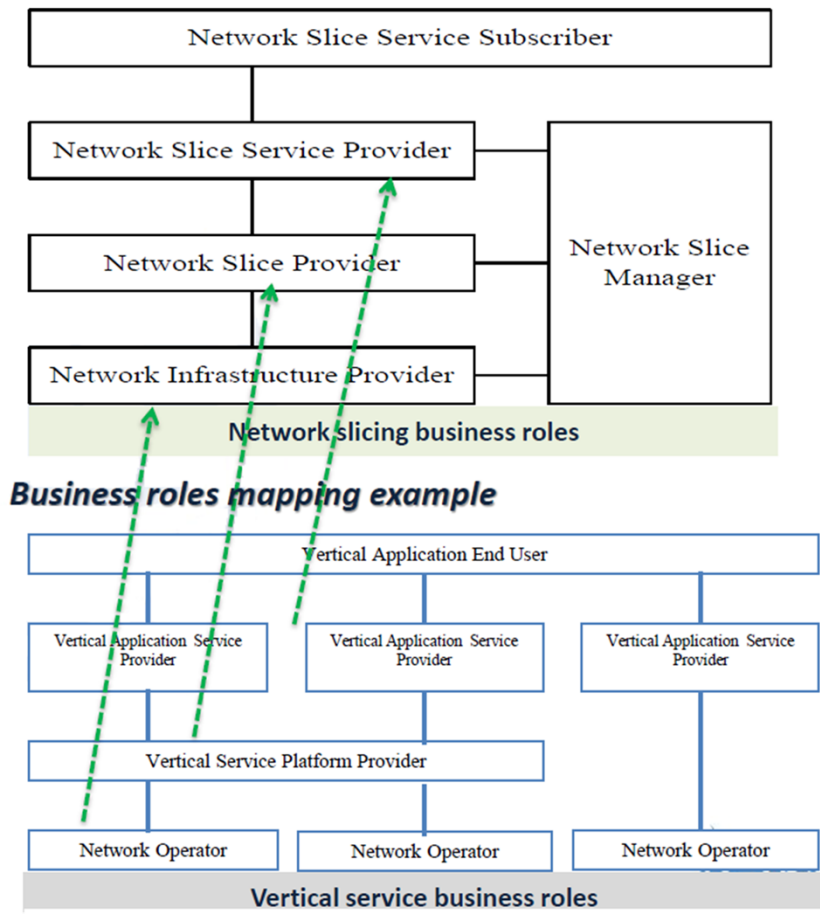 Network Slice Service Subscriber
Network Slice Service Provider
Network Slice Provider
Network Slice
Manager
Network Infrastructure Provider
Network slicing business roles
Business roles mapping example
Vertical Application End User
Vertical Application Service
Provider
Vertical Application Service
Provider
Vertical Application Service
Provider
Vertical Service Platform Provider
Network Operator
Network Operator
Network Operator
Vertical service business roles